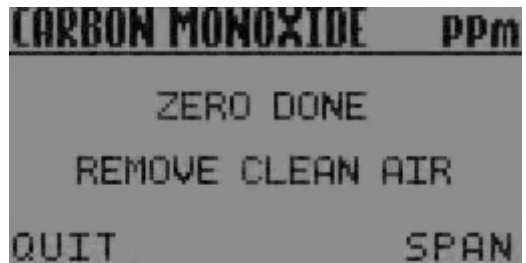 CARBON MONOXIDE PPm
ZERO DONE
REMOVE CLEAN AIR
QUIT SPAN